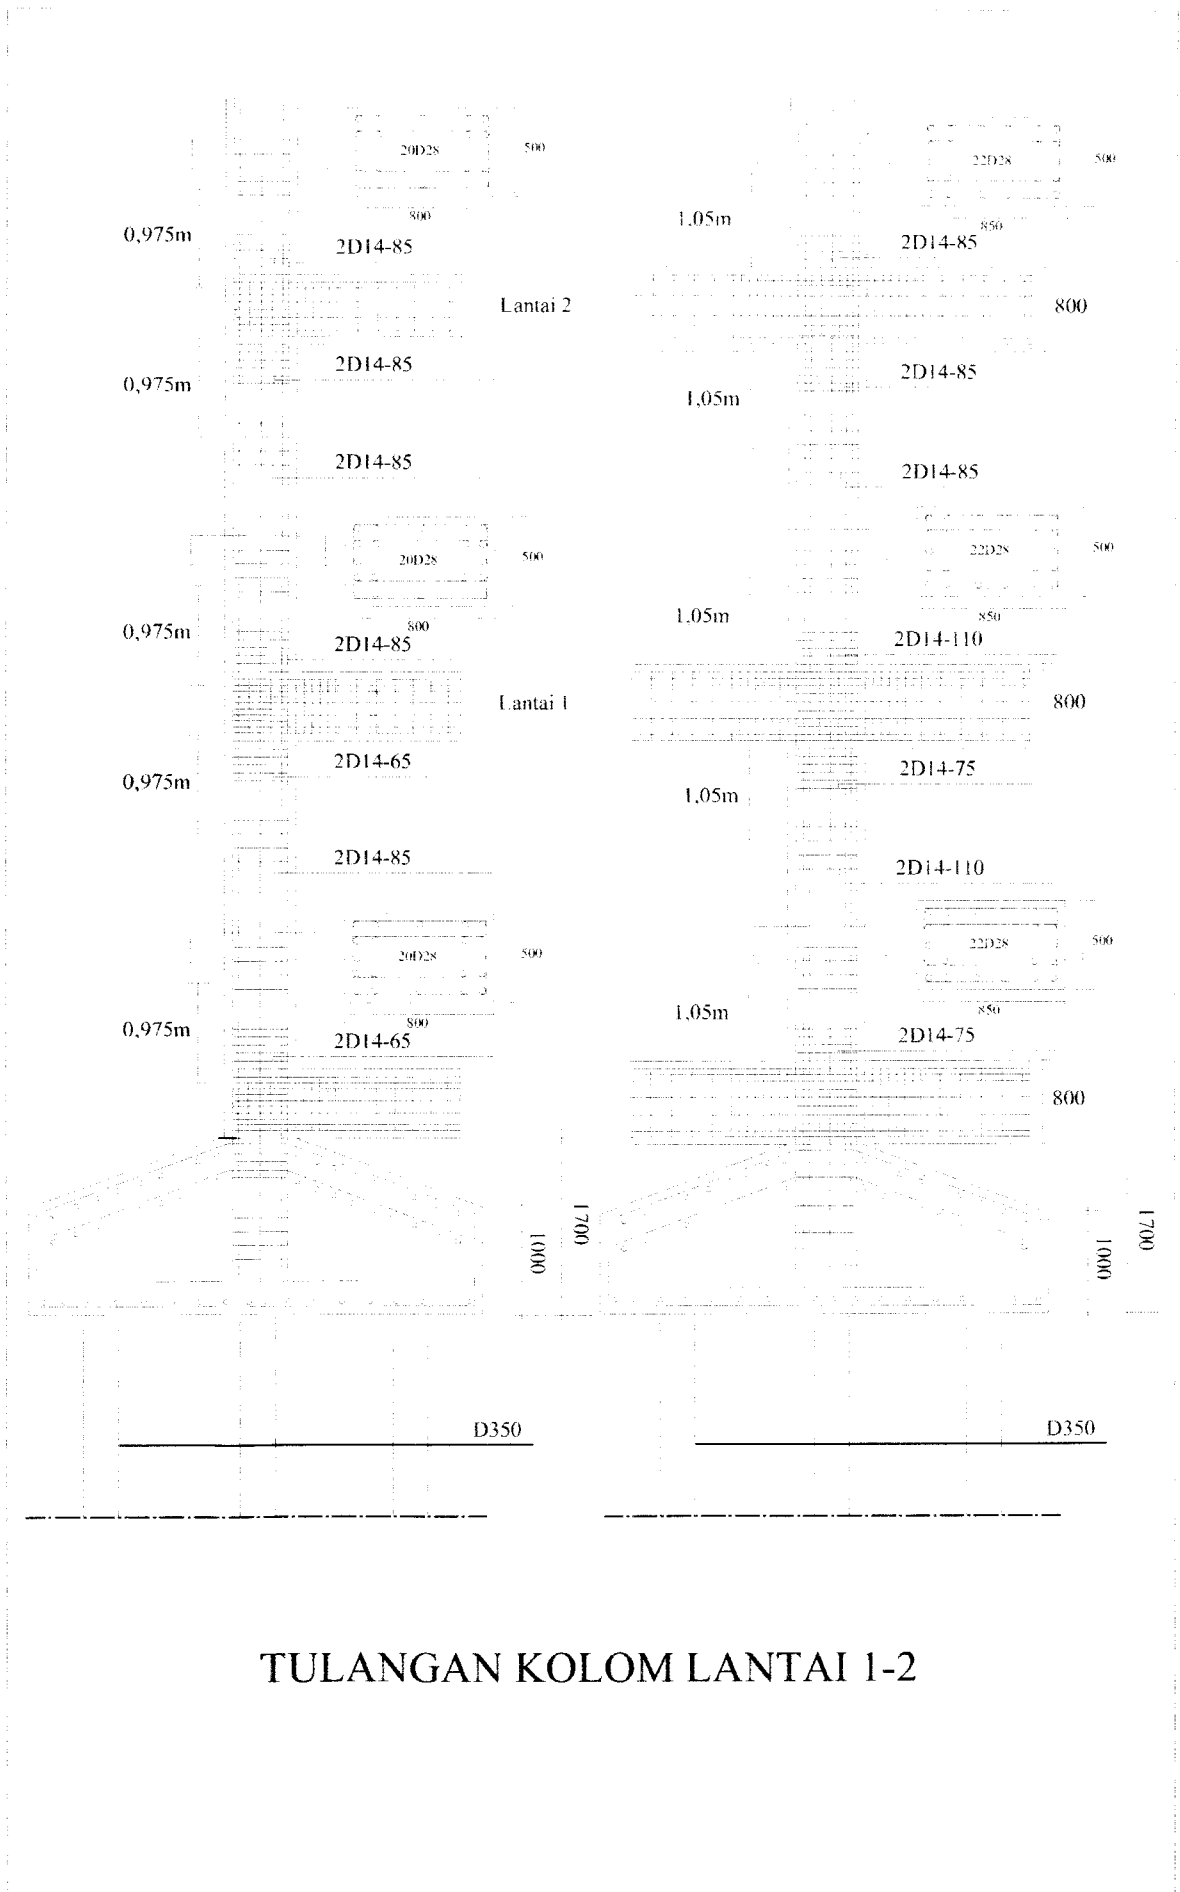 20D28 500 22D28 500
800 850
0,975m 2D14-85 1,05m 2D14-85
Lantai 2 800
0,975m 2D14-85 1,05m 2D14-85
2D14-85 2D14-85
20D28 500 22D28 500
800 850
0,975m 2D14-85 1,05m 2D14-110
Lantai 1 800
0,975m 2D14-65 1,05m 2D14-75
2D14-85 2D14-110
20D28 500 22D28 500
800 850
0,975m 2D14-65 1,05m 2D14-75
800
1000 1700 1000 1700
D350 D350
TULANGAN KOLOM LANTAI 1-2